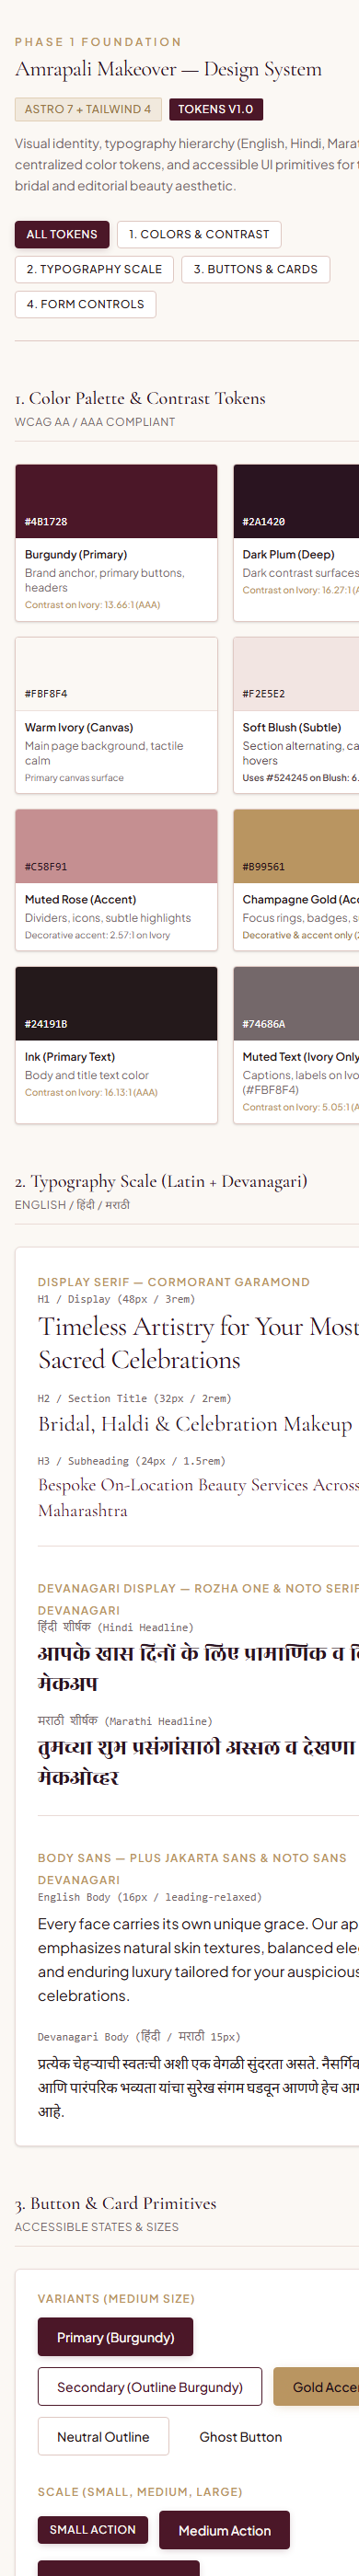 PHASE 1 FOUNDATION
Amrapali Makeover — Design System
ASTRO 7 + TAILWIND 4 TOKENS V1.0
Visual identity, typography hierarchy (English, Hindi, Marat
centralized color tokens, and accessible UI primitives for t
bridal and editorial beauty aesthetic.
ALL TOKENS 1. COLORS & CONTRAST
2. TYPOGRAPHY SCALE 3. BUTTONS & CARDS
4. FORM CONTROLS
1. Color Palette & Contrast Tokens
WCAG AA / AAA COMPLIANT
#4B1728
Burgundy (Primary)
Brand anchor, primary buttons,
headers
Contrast on Ivory: 13.66:1 (AAA)
#2A1420
Dark Plum (Deep)
Dark contrast surfaces
Contrast on Ivory: 16.27:1 (A
#FBF8F4
Warm Ivory (Canvas)
Main page background, tactile
calm
Primary canvas surface
#F2E5E2
Soft Blush (Subtle)
Section alternating, ca
hovers
Uses #524245 on Blush: 6.
#C58F91
Muted Rose (Accent)
Dividers, icons, subtle highlights
Decorative accent: 2.57:1 on Ivory
#B99561
Champagne Gold (Acc
Focus rings, badges, s
Decorative & accent only (2
#24191B
Ink (Primary Text)
Body and title text color
Contrast on Ivory: 16.13:1 (AAA)
#74686A
Muted Text (Ivory Only
Captions, labels on Ivo
(#FBF8F4)
Contrast on Ivory: 5.05:1 (A
2. Typography Scale (Latin + Devanagari)
ENGLISH / हिंदी / मराठी
DISPLAY SERIF — CORMORANT GARAMOND
H1 / Display (48px / 3rem)
Timeless Artistry for Your Most
Sacred Celebrations
H2 / Section Title (32px / 2rem)
Bridal, Haldi & Celebration Makeup
H3 / Subheading (24px / 1.5rem)
Bespoke On-Location Beauty Services Across
Maharashtra
DEVANAGARI DISPLAY — ROZHA ONE & NOTO SERIF
DEVANAGARI
हिंदी शीर्षक (Hindi Headline)
आपके खास दिनों के लिए प्रामाणिक व
मेकअप
मराठी शीर्षक (Marathi Headline)
तुमच्या शुभ प्रसंगांसाठी अस्सल व देखणा
मेकओव्हर
BODY SANS — PLUS JAKARTA SANS & NOTO SANS
DEVANAGARI
English Body (16px / leading-relaxed)
Every face carries its own unique grace. Our ap
emphasizes natural skin textures, balanced ele
and enduring luxury tailored for your auspicious
celebrations.
Devanagari Body (हिंदी / मराठी 15px)
प्रत्येक चेहऱ्याची स्वतःची अशी एक वेगळी सुंदरता असते. नैसर्गि
आणि पारंपरिक भव्यता यांचा सुरेख संगम घडवून आणणे हेच आम
आहे.
3. Button & Card Primitives
ACCESSIBLE STATES & SIZES
VARIANTS (MEDIUM SIZE)
Primary (Burgundy)
Secondary (Outline Burgundy) Gold Accen
Neutral Outline Ghost Button
SCALE (SMALL, MEDIUM, LARGE)
SMALL ACTION Medium Action